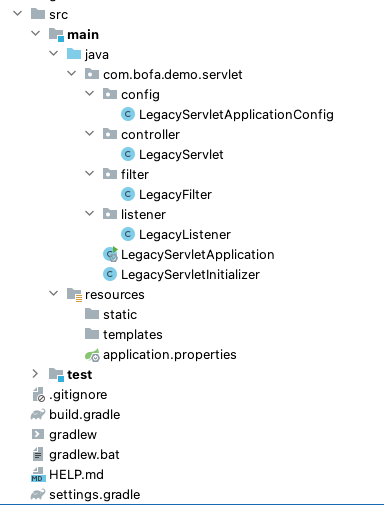 src
main
java
com.bofa.demo.servlet
config
C LegacyServletApplicationConfig
controller
C LegacyServlet
filter
C LegacyFilter
listener
C LegacyListener
C LegacyServletApplication
C LegacyServletInitializer
resources
static
templates
application.properties
test
.gitignore
build.gradle
gradlew
gradlew.bat
MD HELP.md
settings.gradle